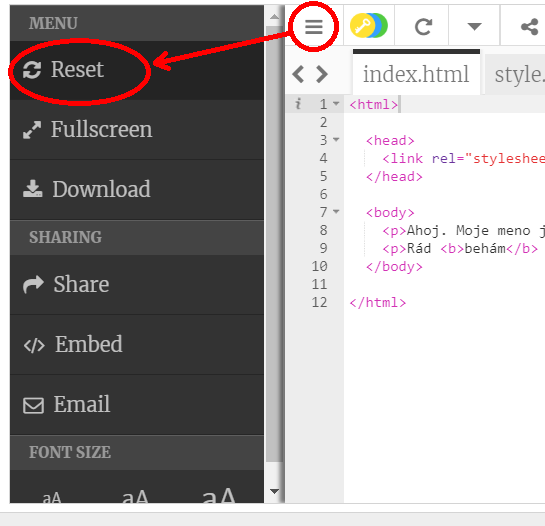 MENU
Reset
Fullscreen
Download
SHARING
Share
Embed
Email
FONT SIZE
aA aA aA
index.html style.
i 1 <html>
2
3 <head>
4 <link rel="styleshee
5 </head>
6
7 <body>
8 <p>Ahoj. Moje meno j
9 <p>Rád <b>behám</b>
10 </body>
11
12 </html>